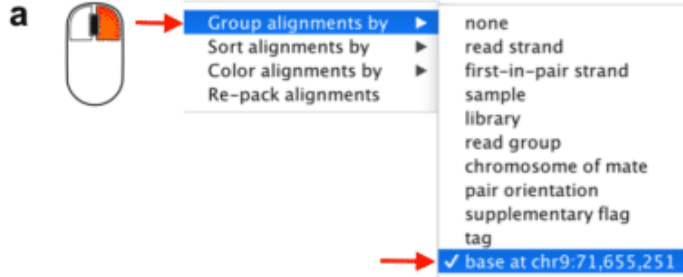 a
Group alignments by ▶
Sort alignments by ▶
Color alignments by ▶
Re-pack alignments
none
read strand
first-in-pair strand
sample
library
read group
chromosome of mate
pair orientation
supplementary flag
tag
✓ base at chr9:71,655,251